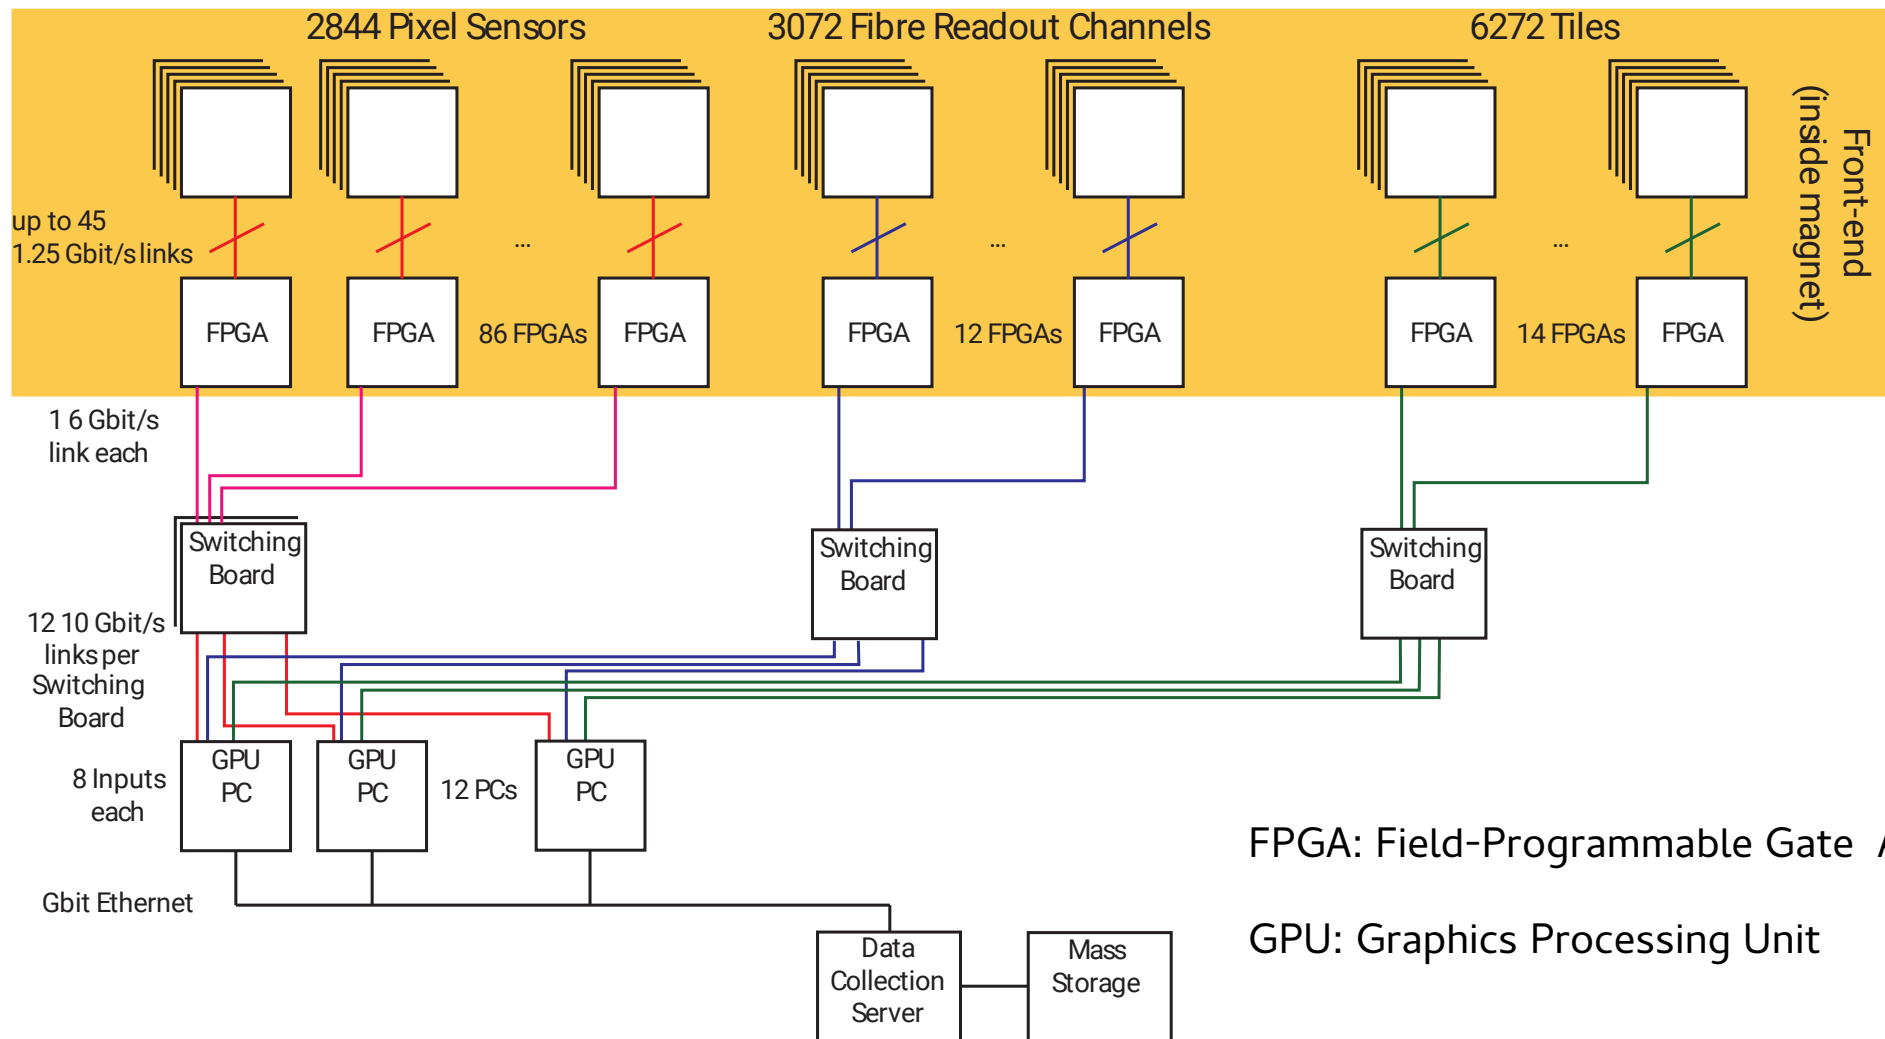 2844 Pixel Sensors
3072 Fibre Readout Channels
6272 Tiles
Front-end
(inside magnet)
up to 45
1.25 Gbit/s links
...
...
...
FPGA
FPGA
86 FPGAs
FPGA
FPGA
12 FPGAs
FPGA
FPGA
14 FPGAs
FPGA
1 6 Gbit/s
link each
Switching
Board
Switching
Board
Switching
Board
12 10 Gbit/s
links per
Switching
Board
GPU
PC
GPU
PC
GPU
PC
8 Inputs
each
12 PCs
FPGA: Field-Programmable Gate
Gbit Ethernet
GPU: Graphics Processing Unit
Data
Collection
Server
Mass
Storage